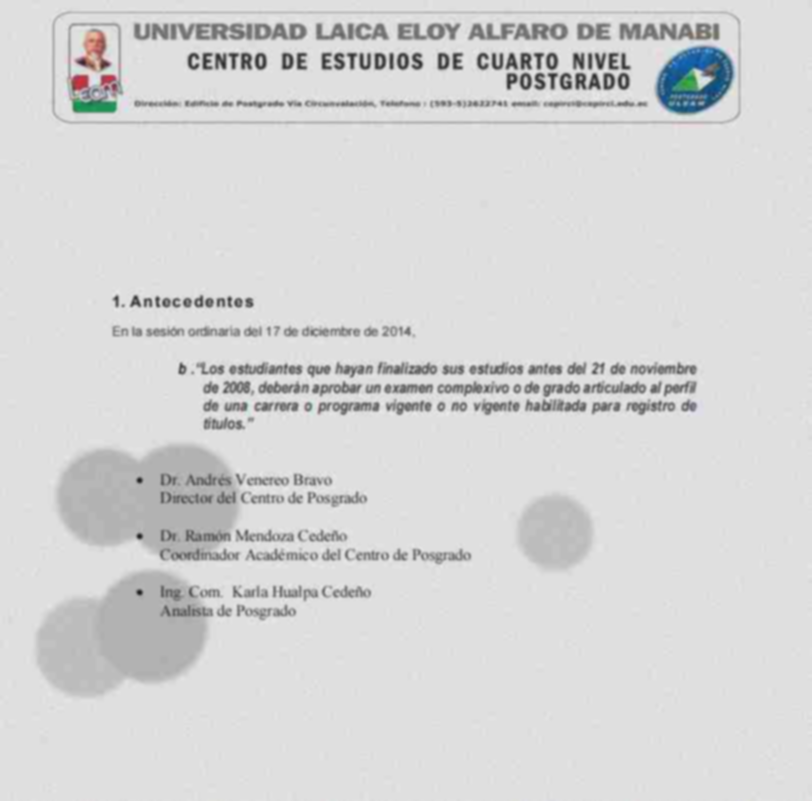 UNIVERSIDAD LAICA ELOY ALFARO DE MANABI
CENTRO DE ESTUDIOS DE CUARTO NIVEL
POSTGRADO
Dirección: Edificio de Postgrado Vía Circunvalación, Telefono : (593-5)2622741 email: cepirci@cepirci.edu.ec
POSTGRADO
ULEAM
1. Antecedentes
En la sesión ordinaria del 17 de diciembre de 2014,
b ."Los estudiantes que hayan finalizado sus estudios antes del 21 de noviembre
de 2008, deberán aprobar un examen complexivo o de grado articulado al perfil
de una carrera o programa vigente o no vigente habilitada para registro de
títulos."
• Dr. Andrés Venereo Bravo
Director del Centro de Posgrado
• Dr. Ramón Mendoza Cedeño
Coordinador Académico del Centro de Posgrado
• Ing. Com. Karla Hualpa Cedeño
Analista de Posgrado